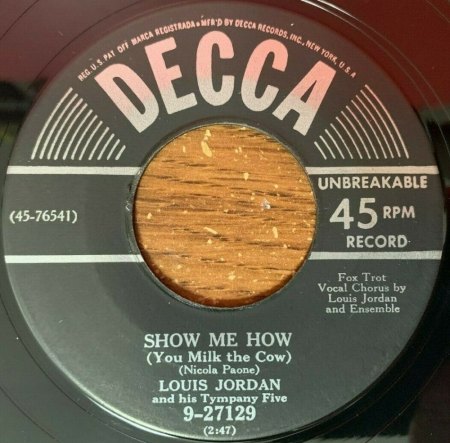 REG. U.S. PAT. OFF. MARCA REGISTRADA • MF'D BY DECCA RECORDS, INC., NEW YORK, U.S.A.
DECCA
UNBREAKABLE
(45-76541)
45 RPM
RECORD
Fox Trot
Vocal Chorus by
Louis Jordan
and Ensemble
SHOW ME HOW
(You Milk the Cow)
(Nicola Paone)
LOUIS JORDAN
and his Tympany Five
9-27129
(2:47)